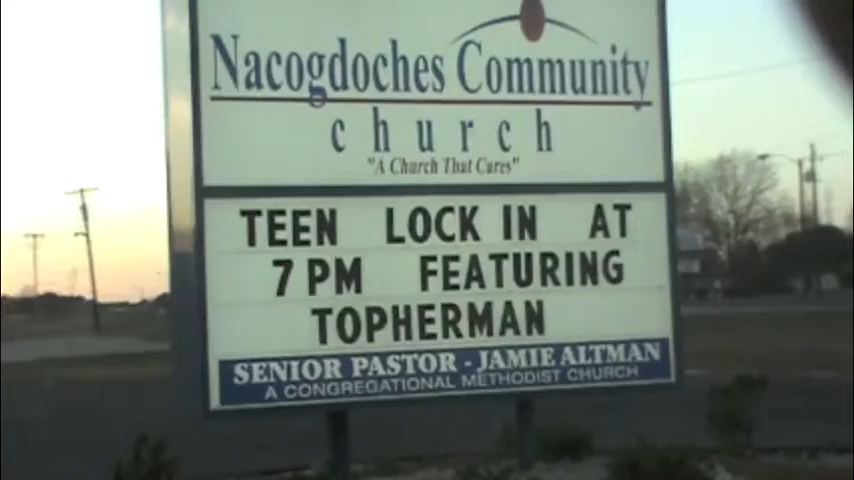 Nacogdoches Community
church
"A Church That Cares"
TEEN LOCK IN AT
7 PM FEATURING
TOPHERMAN
SENIOR PASTOR - JAMIE ALTMAN
A CONGREGATIONAL METHODIST CHURCH